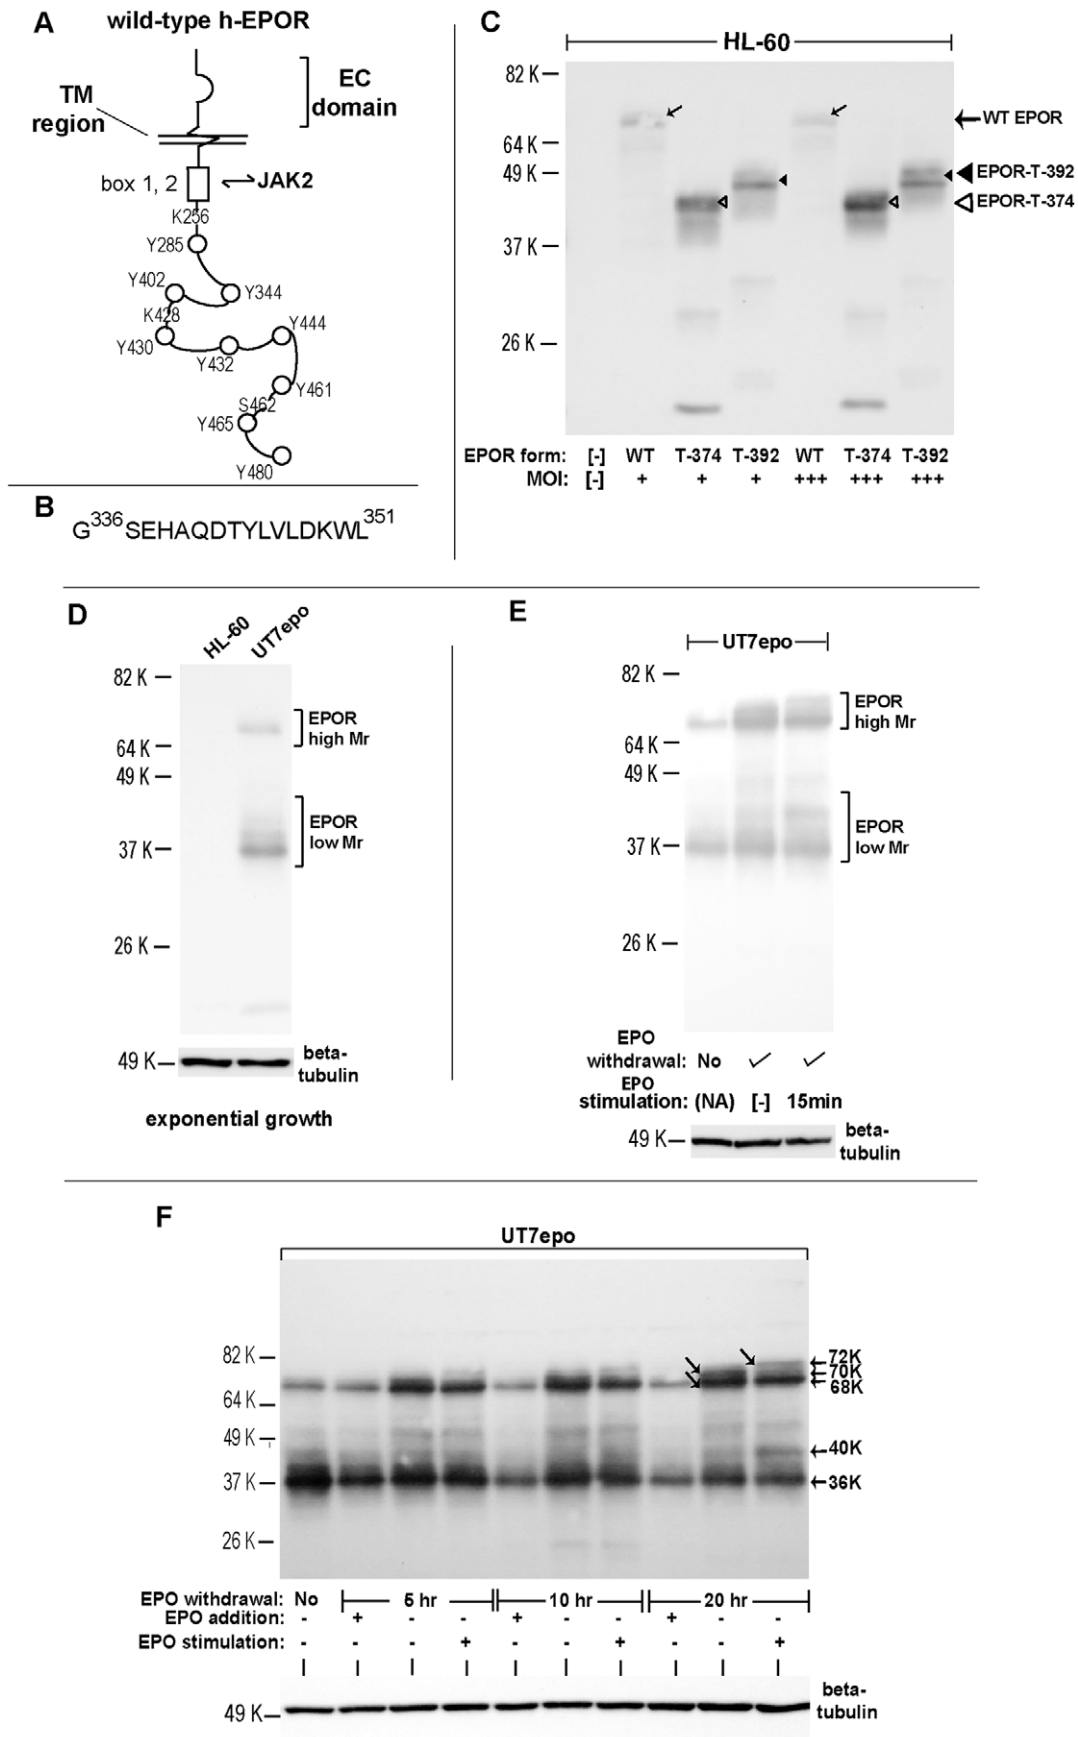 A
wild-type h-EPOR
EC
domain
TM
region
box 1, 2
JAK2
K256
Y285
Y402
Y344
K428
Y430
Y432
Y444
Y461
S462
Y465
Y480
B
G336SEHAQDTYLVLDKWL351
C
HL-60
82 K
64 K
49 K
37 K
26 K
WT EPOR
EPOR-T-392
EPOR-T-374
EPOR form: [-] WT T-374 T-392 WT T-374 T-392
MOI: [-] + + + +++ +++ +++
D
HL-60
UT7epo
82 K
64 K
49 K
37 K
26 K
EPOR
high Mr
EPOR
low Mr
49 K
beta-
tubulin
exponential growth
E
UT7epo
82 K
64 K
49 K
37 K
26 K
EPOR
high Mr
EPOR
low Mr
EPO
withdrawal: No ✓ ✓
EPO
stimulation: (NA) [-] 15min
49 K
beta-
tubulin
F
UT7epo
82 K
64 K
49 K
37 K
26 K
72K
70K
68K
40K
36K
EPO withdrawal: No 5 hr 10 hr 20 hr
EPO addition: - + - - + - - + - -
EPO stimulation: - - - + - - + - - +
49 K
beta-
tubulin